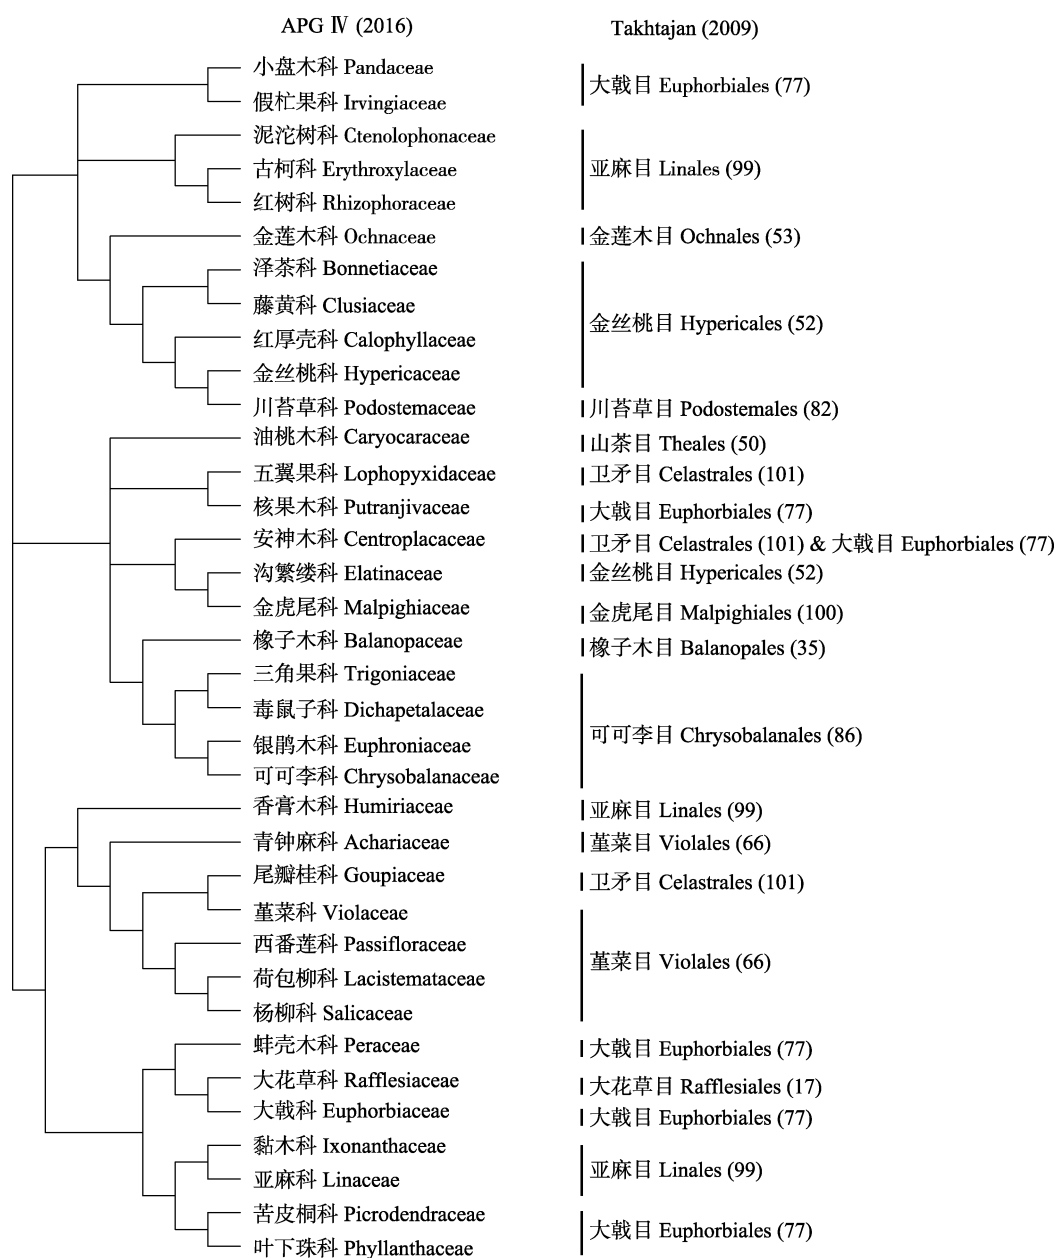 APG Ⅳ (2016) Takhtajan (2009)
小盘木科 Pandaceae
大戟目 Euphorbiales (77)
假杧果科 Irvingiaceae
泥沱树科 Ctenolophonaceae
古柯科 Erythroxylaceae 亚麻目 Linales (99)
红树科 Rhizophoraceae
金莲木科 Ochnaceae 金莲木目 Ochnales (53)
泽茶科 Bonnetiaceae
藤黄科 Clusiaceae
金丝桃目 Hypericales (52)
红厚壳科 Calophyllaceae
金丝桃科 Hypericaceae
川苔草科 Podostemaceae 川苔草目 Podostemales (82)
油桃木科 Caryocaraceae 山茶目 Theales (50)
五翼果科 Lophopyxidaceae 卫矛目 Celastrales (101)
核果木科 Putranjivaceae 大戟目 Euphorbiales (77)
安神木科 Centroplacaceae 卫矛目 Celastrales (101) & 大戟目 Euphorbiales (77)
沟繁缕科 Elatinaceae 金丝桃目 Hypericales (52)
金虎尾科 Malpighiaceae 金虎尾目 Malpighiales (100)
橡子木科 Balanopaceae 橡子木目 Balanopales (35)
三角果科 Trigoniaceae
毒鼠子科 Dichapetalaceae
可可李目 Chrysobalanales (86)
银鹃木科 Euphroniaceae
可可李科 Chrysobalanaceae
香膏木科 Humiriaceae 亚麻目 Linales (99)
青钟麻科 Achariaceae 堇菜目 Violales (66)
尾瓣桂科 Goupiaceae 卫矛目 Celastrales (101)
堇菜科 Violaceae
西番莲科 Passifloraceae
堇菜目 Violales (66)
荷包柳科 Lacistemataceae
杨柳科 Salicaceae
蚌壳木科 Peraceae 大戟目 Euphorbiales (77)
大花草科 Rafflesiaceae 大花草目 Rafflesiales (17)
大戟科 Euphorbiaceae 大戟目 Euphorbiales (77)
黏木科 Ixonanthaceae
亚麻目 Linales (99)
亚麻科 Linaceae
苦皮桐科 Picrodendraceae
大戟目 Euphorbiales (77)
叶下珠科 Phyllanthaceae